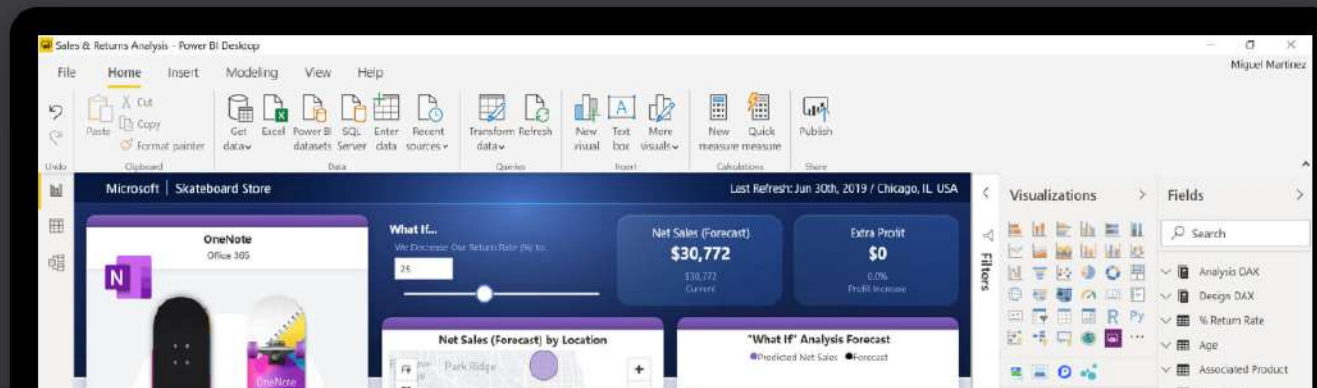 Sales & Returns Analysis - Power BI Desktop
Miguel Martinez
File Home Insert Modeling View Help
Cut
Copy
Format painter
Paste
Get data
Excel
Power BI datasets
SQL Server
Enter data
Recent sources
Transform data
Refresh
New visual
Text box
More visuals
New measure
Quick measure
Publish
Undo Clipboard Data Queries Insert Calculations Share
Microsoft | Skateboard Store
Last Refresh: Jun 30th, 2019 / Chicago, IL USA
OneNote
Office 365
N
OneNote
What If...
We Decrease Our Return Rate (%) to:
25
Net Sales (Forecast)
$30,772
$30,772
Current
Extra Profit
$0
0.0%
Profit Increase
Net Sales (Forecast) by Location
Park Ridge
+
"What If" Analysis Forecast
Predicted Net Sales Forecast
Filters
Visualizations
R Py
Fields
Search
Analysis DAX
Design DAX
% Return Rate
Age
Associated Product